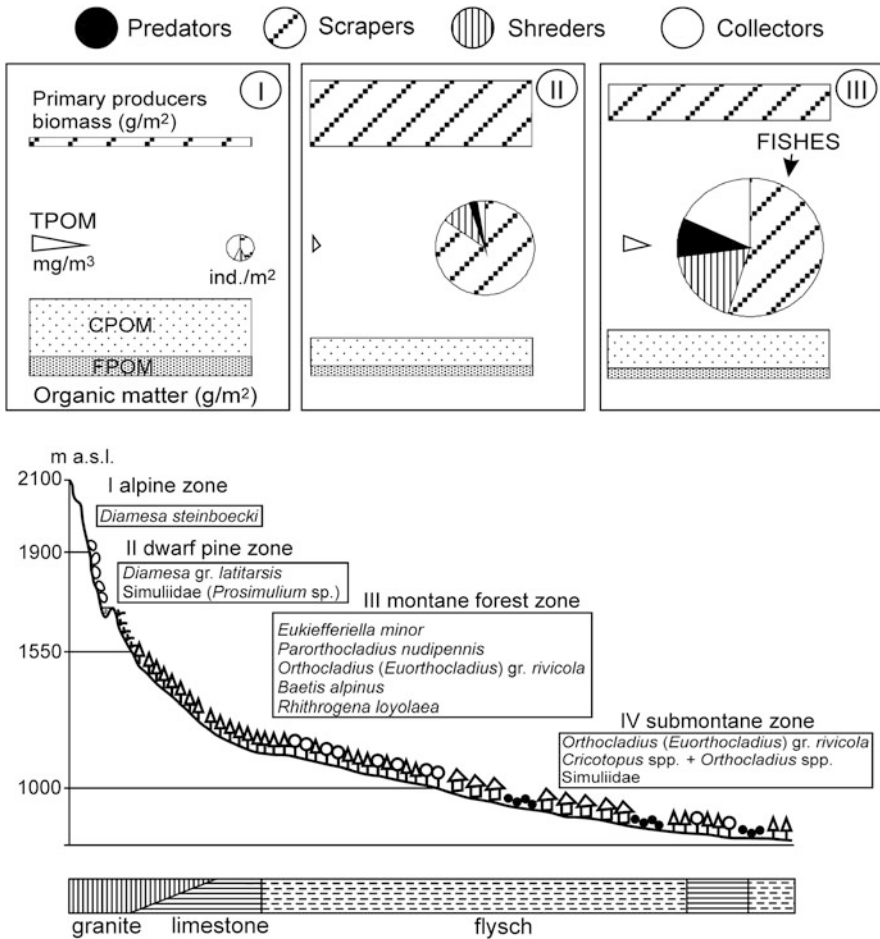 Predators Scrapers Shreders Collectors
Primary producers
biomass (g/m²)
I
TPOM
mg/m³
ind./m²
CPOM
FPOM
Organic matter (g/m²)
II
III
FISHES
m a.s.l.
2100
1900
1550
1000
I alpine zone
Diamesa steinboecki
II dwarf pine zone
Diamesa gr. latitarsis
Simuliidae (Prosimulium sp.)
III montane forest zone
Eukiefferiella minor
Parorthocladius nudipennis
Orthocladius (Euorthocladius) gr. rivicola
Baetis alpinus
Rhithrogena loyolaea
IV submontane zone
Orthocladius (Euorthocladius) gr. rivicola
Cricotopus spp. + Orthocladius spp.
Simuliidae
granite limestone flysch